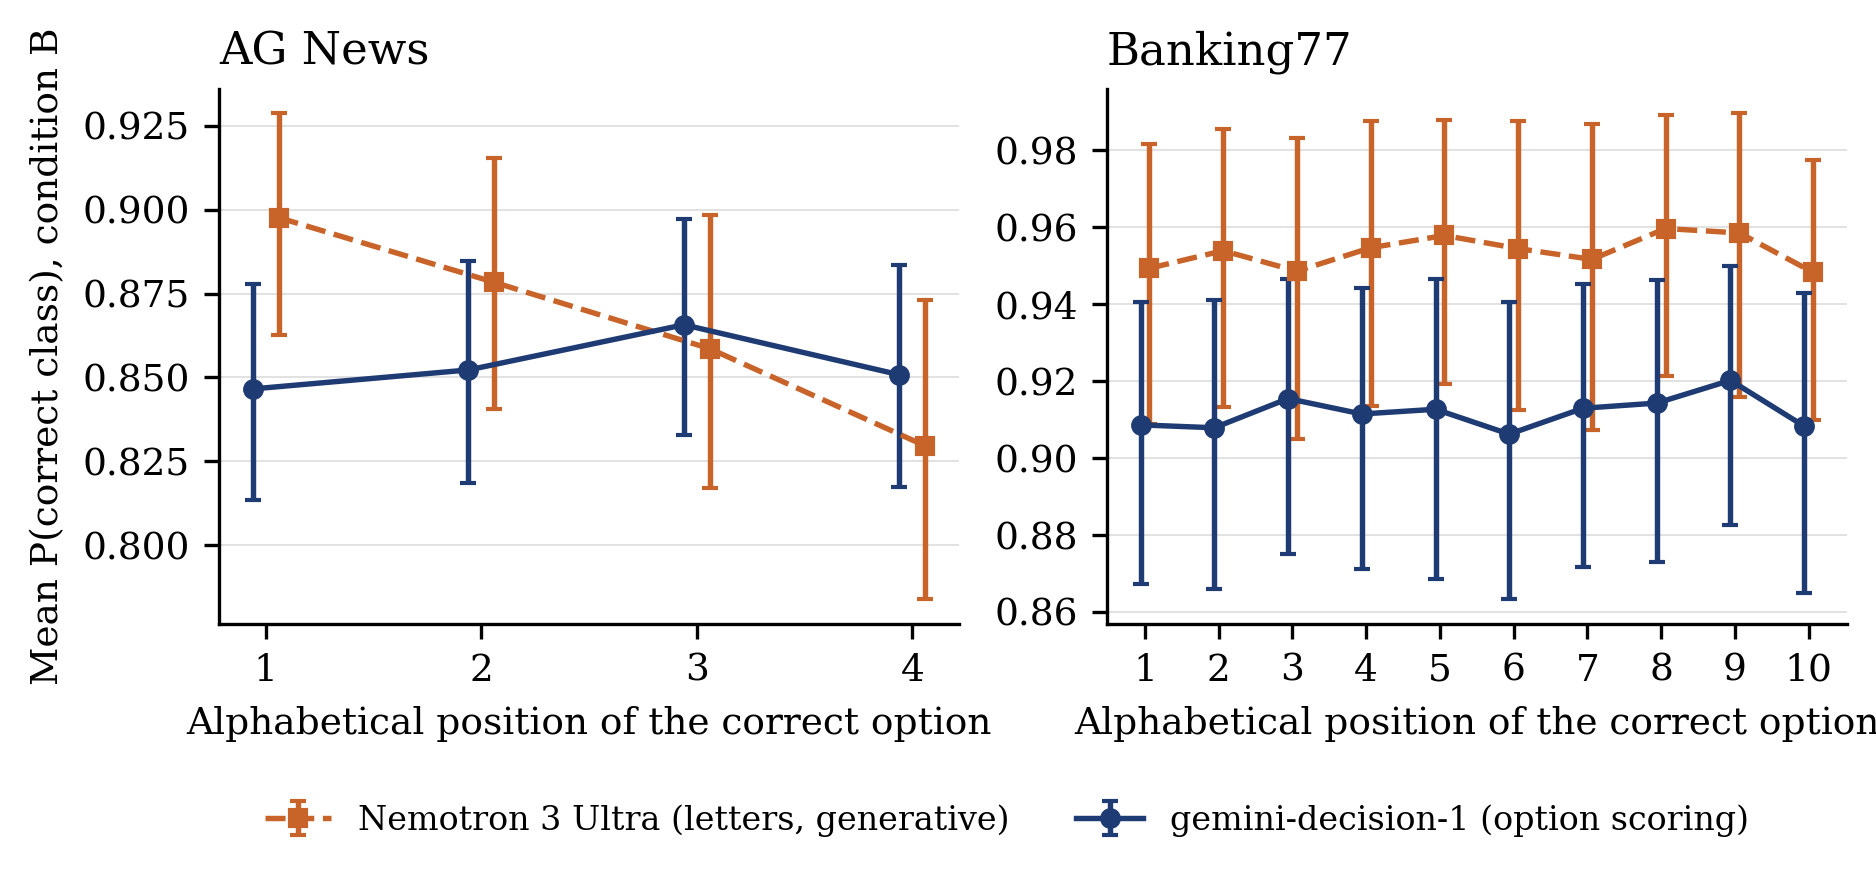 AG News
Banking77
Mean P(correct class), condition B
0.925
0.900
0.875
0.850
0.825
0.800
1 2 3 4
Alphabetical position of the correct option
0.98
0.96
0.94
0.92
0.90
0.88
0.86
1 2 3 4 5 6 7 8 9 10
Alphabetical position of the correct option
Nemotron 3 Ultra (letters, generative)
gemini-decision-1 (option scoring)